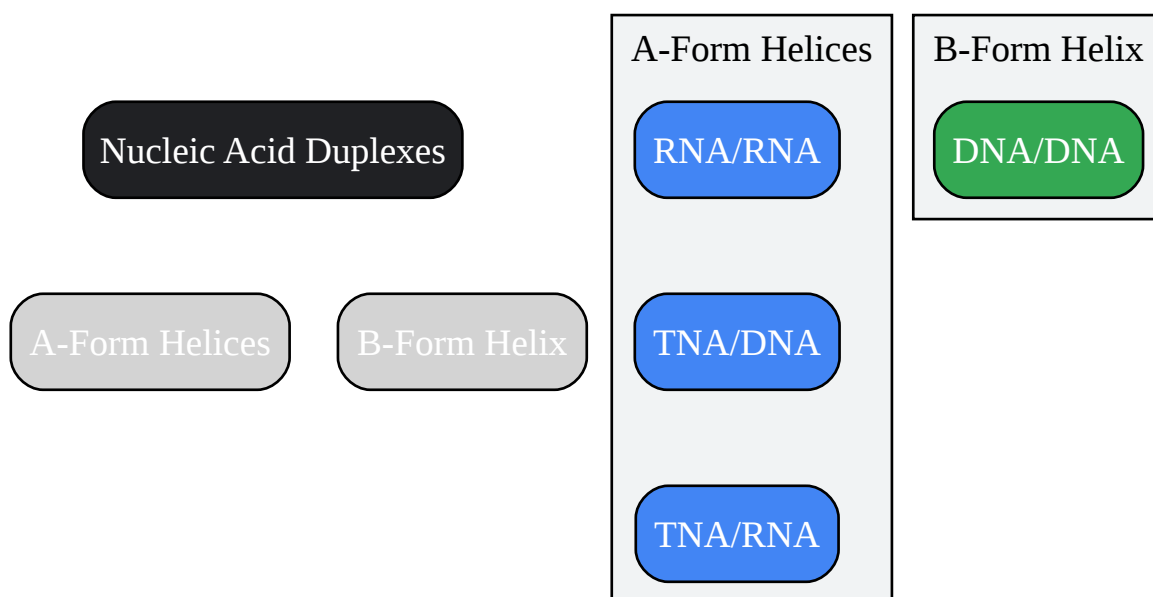 A-Form Helices
B-Form Helix
Nucleic Acid Duplexes
RNA/RNA
DNA/DNA
A-Form Helices
B-Form Helix
TNA/DNA
TNA/RNA